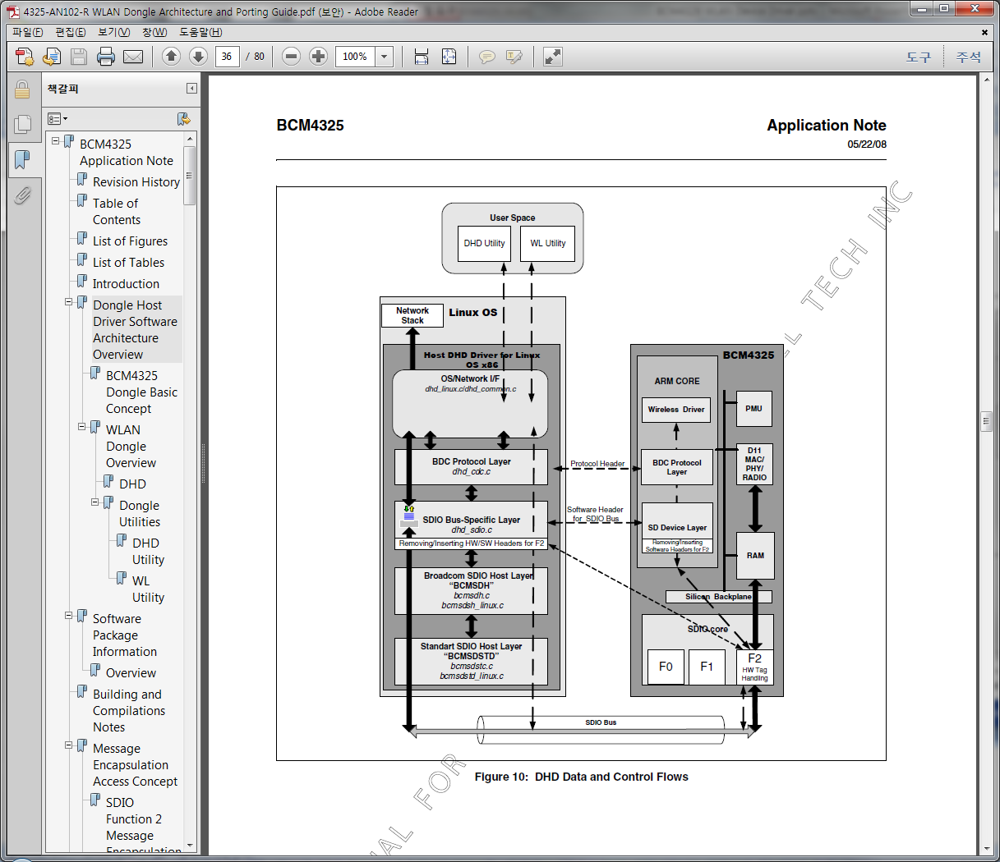 4325-AN102-R WLAN Dongle Architecture and Porting Guide.pdf (보안) - Adobe Reader
파일(F) 편집(E) 보기(V) 창(W) 도움말(H)
36 / 80 100% 도구 주석
책갈피
BCM4325
Application Note
Revision History
Table of
Contents
List of Figures
List of Tables
Introduction
Dongle Host
Driver Software
Architecture
Overview
BCM4325
Dongle Basic
Concept
WLAN
Dongle
Overview
DHD
Dongle
Utilities
DHD
Utility
WL
Utility
Software
Package
Information
Overview
Building and
Compilations
Notes
Message
Encapsulation
Access Concept
SDIO
Function 2
Message
Encapsulation
BCM4325 Application Note
05/22/08
User Space
DHD Utility WL Utility
Network
Stack
Linux OS
Host DHD Driver for Linux
OS x86
OS/Network I/F
dhd_linux.c/dhd_common.c
BDC Protocol Layer
dhd_cdc.c
SDIO Bus-Specific Layer
dhd_sdio.c
Removing/Inserting HW/SW Headers for F2
Broadcom SDIO Host Layer
“BCMSDH”
bcmsdh.c
bcmsdsh_linux.c
Standart SDIO Host Layer
“BCMSDSTD”
bcmsdstc.c
bcmsdstd_linux.c
Protocol Header
Software Header
for SDIO Bus
BCM4325
ARM CORE
Wireless Driver
BDC Protocol
Layer
SD Device Layer
Removing/Inserting
Software Headers for F2
PMU
D11
MAC/
PHY/
RADIO
RAM
Silicon Backplane
SDIO core
F0 F1 F2
HW Tag
Handling
SDIO Bus
Figure 10: DHD Data and Control Flows
AL FOR
L TECH INC